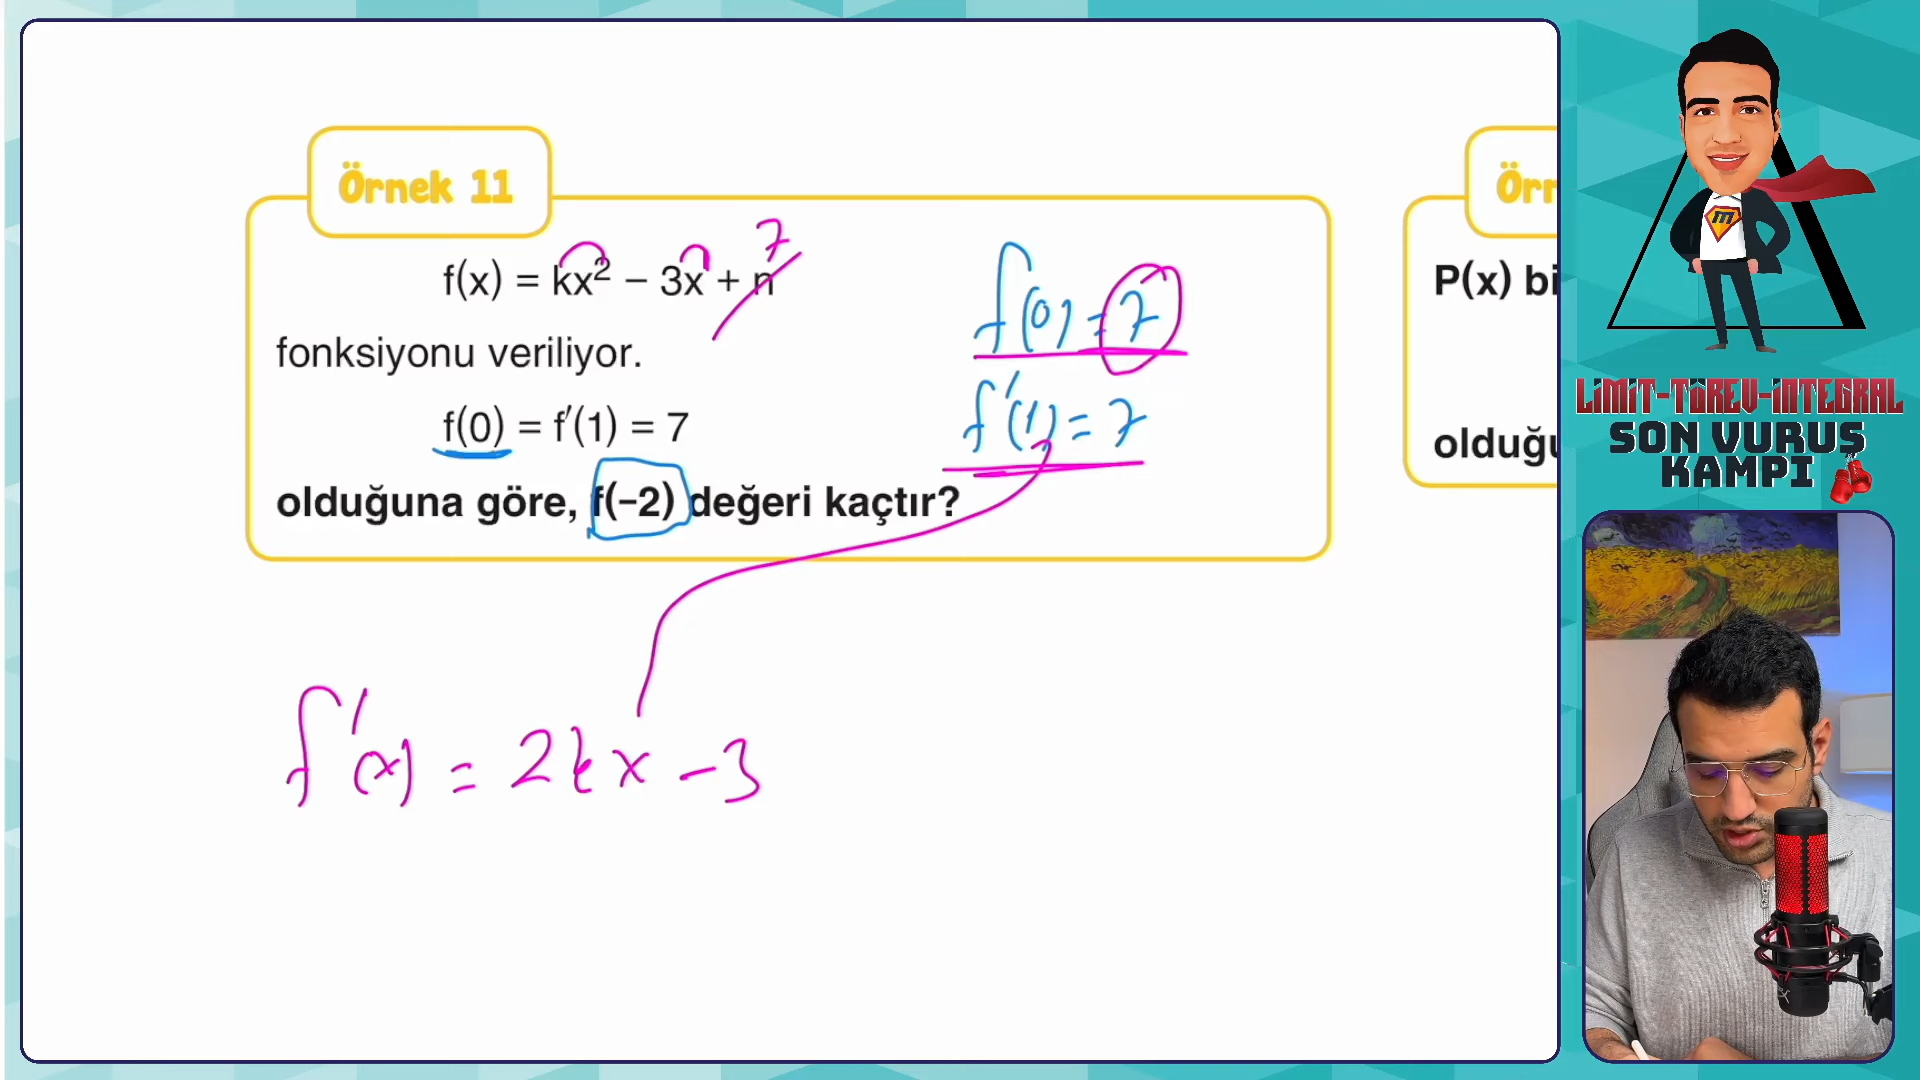 Örnek 11
f(x) = kx² – 3x + n
7
fonksiyonu veriliyor.
f(0) = f′(1) = 7
olduğuna göre, f(–2) değeri kaçtır?
f(0) = 7
f′(1) = 7
f′(x) = 2kx – 3
Örr
P(x) bi
olduğu
m
LİMİT-TÜREV-İNTEGRAL
SON VURUŞ
KAMPI